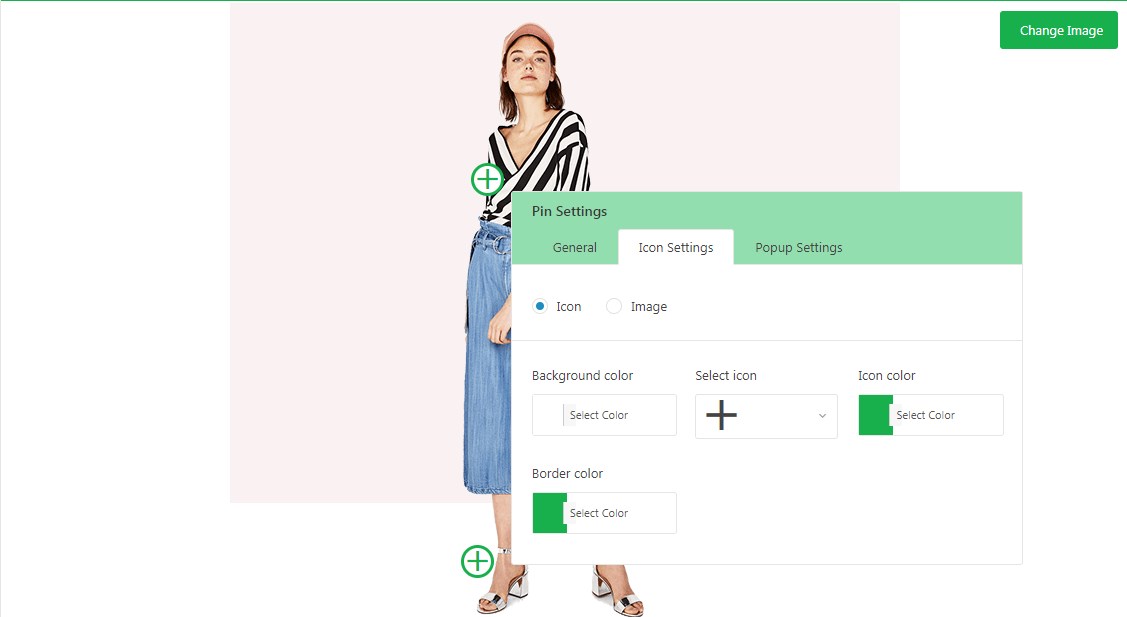 Change Image
Pin Settings
General
Icon Settings
Popup Settings
Icon
Image
Background color
Select icon
Icon color
Select Color
Select Color
Border color
Select Color